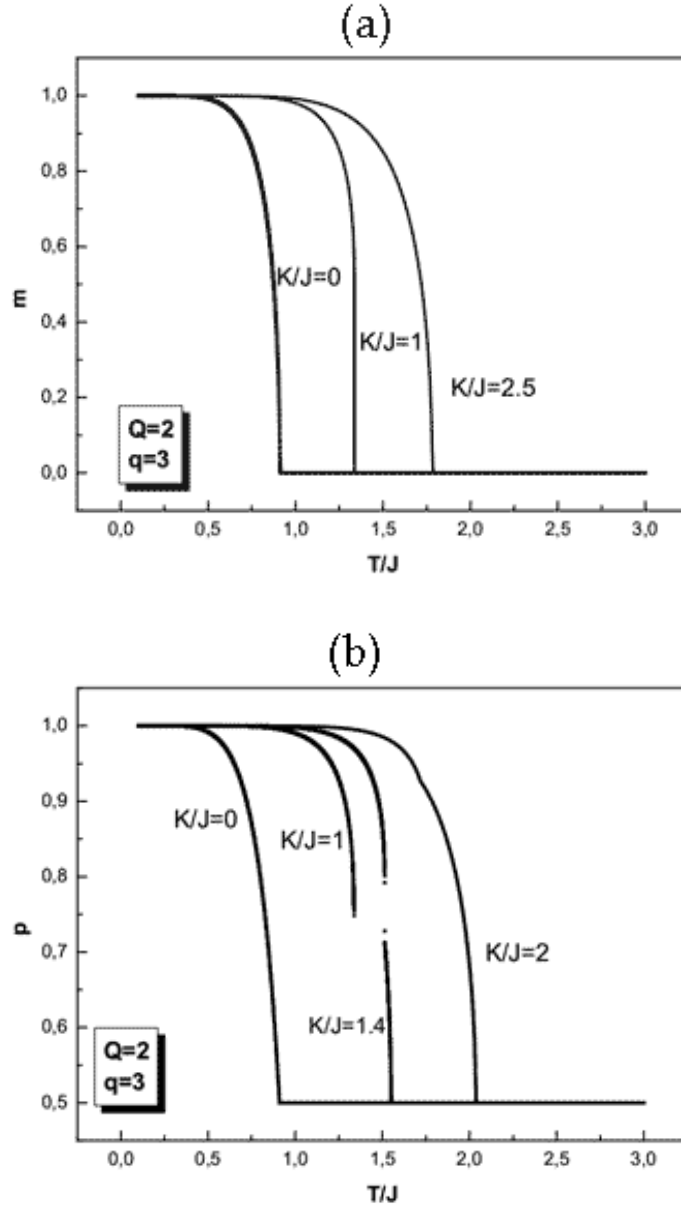 (a)
1,0
0,8
0,6
0,4
0,2
0,0
m
K/J=0
K/J=1
K/J=2.5
Q=2
q=3
0,0 0,5 1,0 1,5 2,0 2,5 3,0
T/J
(b)
1,0
0,9
0,8
0,7
0,6
0,5
p
K/J=0
K/J=1
K/J=2
K/J=1.4
Q=2
q=3
0,0 0,5 1,0 1,5 2,0 2,5 3,0
T/J